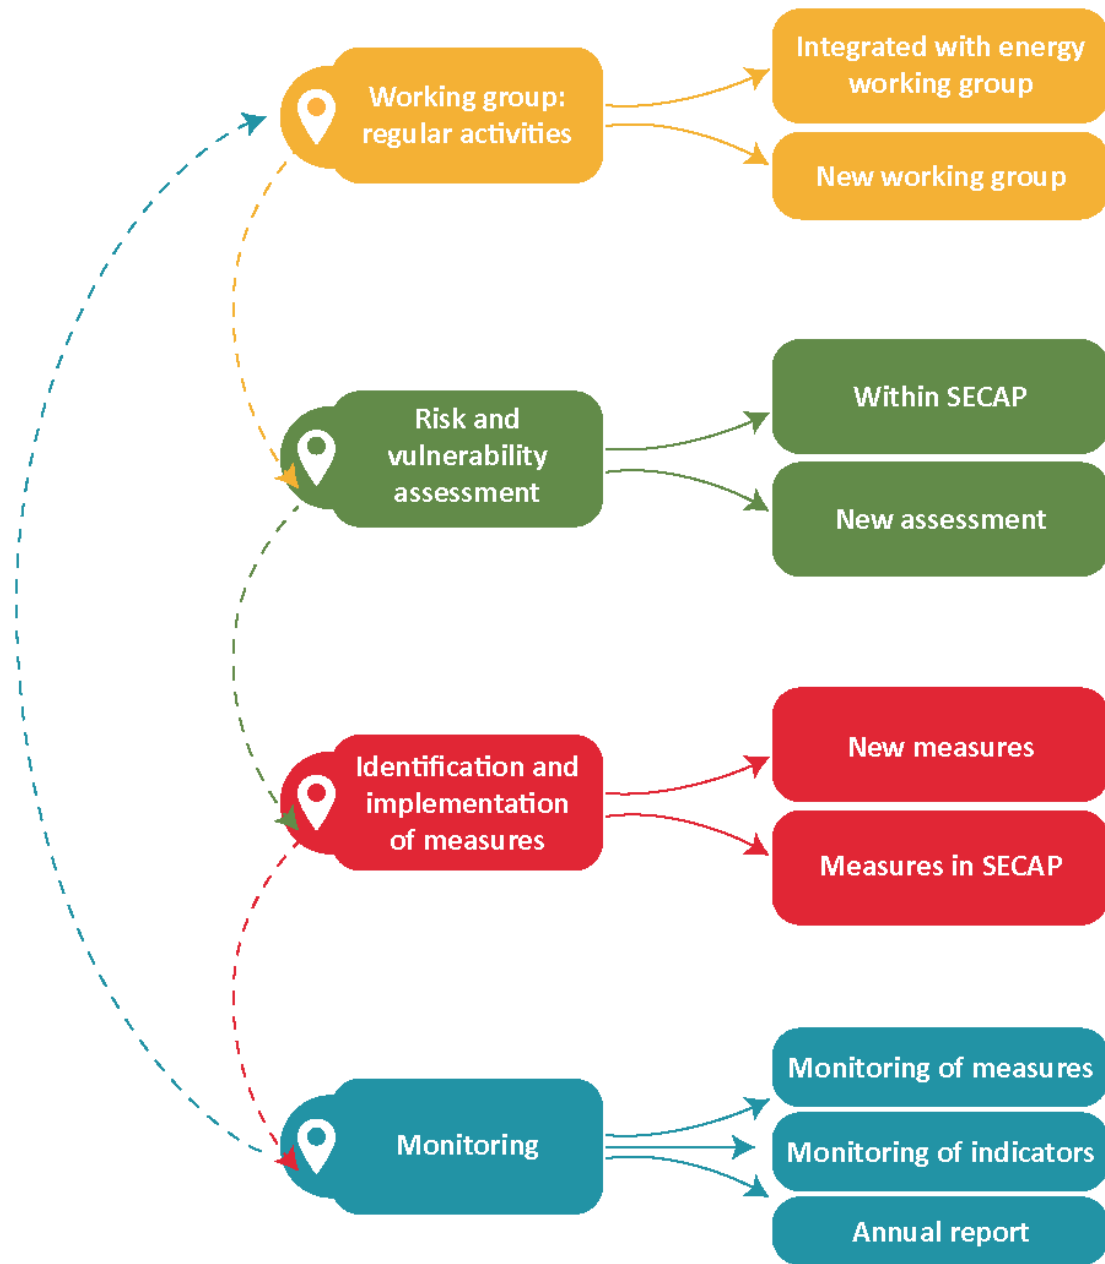 Working group:
regular activities
Integrated with energy
working group
New working group
Risk and
vulnerability
assessment
Within SECAP
New assessment
Identification and
implementation
of measures
New measures
Measures in SECAP
Monitoring
Monitoring of measures
Monitoring of indicators
Annual report